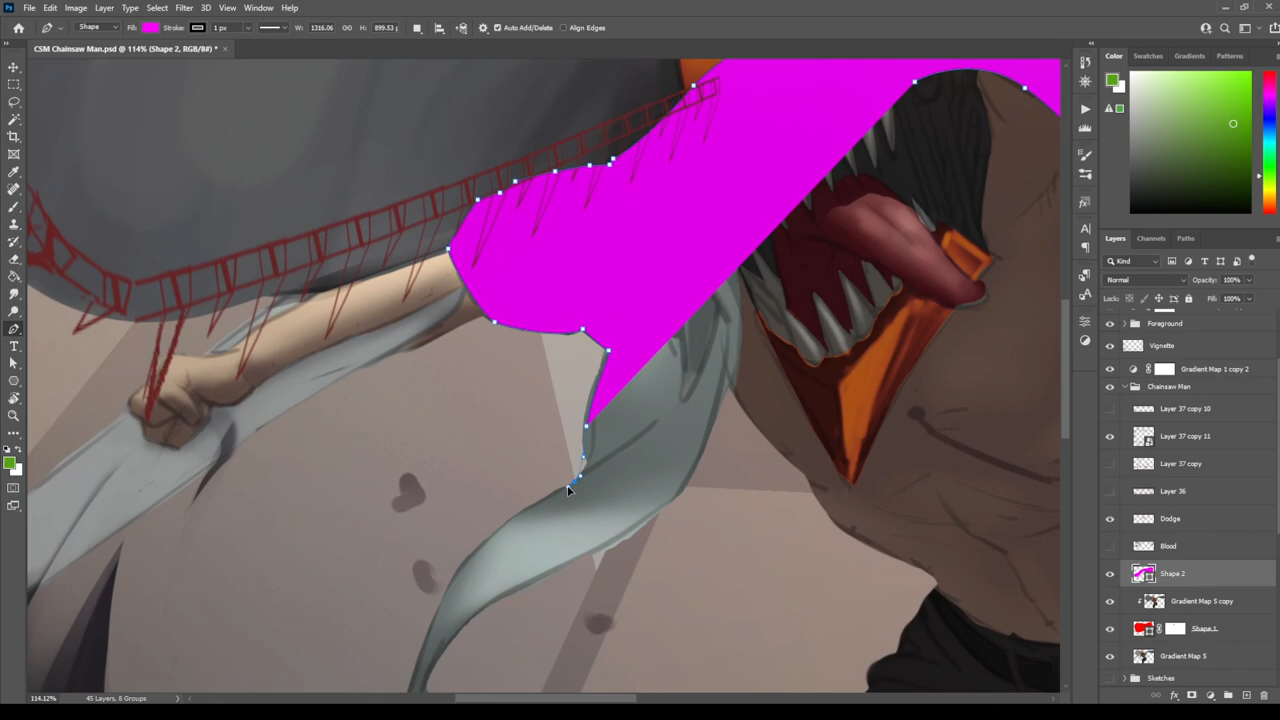 Ps File Edit Image Layer Type Select Filter 3D View Window Help
Shape Fill: Stroke: 1 px W: 1316.06 H: 899.53 p Auto Add/Delete Align Edges
CSM Chainsaw Man.psd @ 114% (Shape 2, RGB/8#) * ×
Color Swatches Gradients Patterns
Layers Channels Paths
Kind
Normal Opacity: 100%
Lock: Fill: 100%
Foreground
Vignette
Gradient Map 1 copy 2
Chainsaw Man
Layer 37 copy 10
Layer 37 copy 11
Layer 37 copy
Layer 36
Dodge
Blood
Shape 2
Gradient Map 5 copy
Shape 1
Gradient Map 5
Sketches
114.12% 45 Layers, 8 Groups